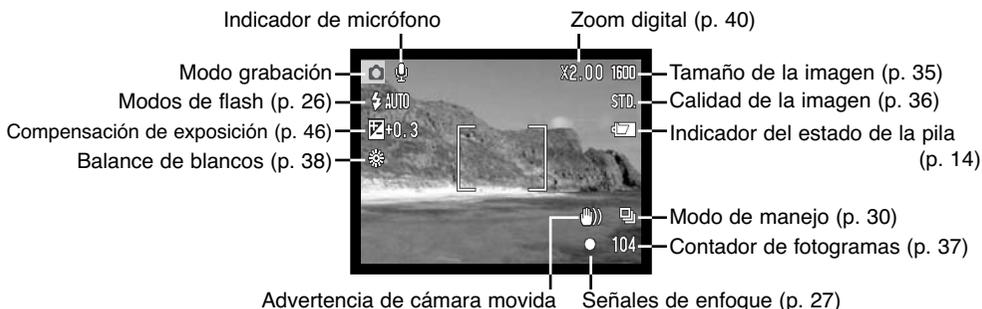 Indicador de micrófono
Zoom digital (p. 40)
Modo grabación
X2.00 1600
Tamaño de la imagen (p. 35)
Modos de flash (p. 26)
AUTO
STD.
Calidad de la imagen (p. 36)
Compensación de exposición (p. 46)
+0.3
Indicador del estado de la pila
(p. 14)
Balance de blancos (p. 38)
Modo de manejo (p. 30)
104
Contador de fotogramas (p. 37)
Advertencia de cámara movida
Señales de enfoque (p. 27)